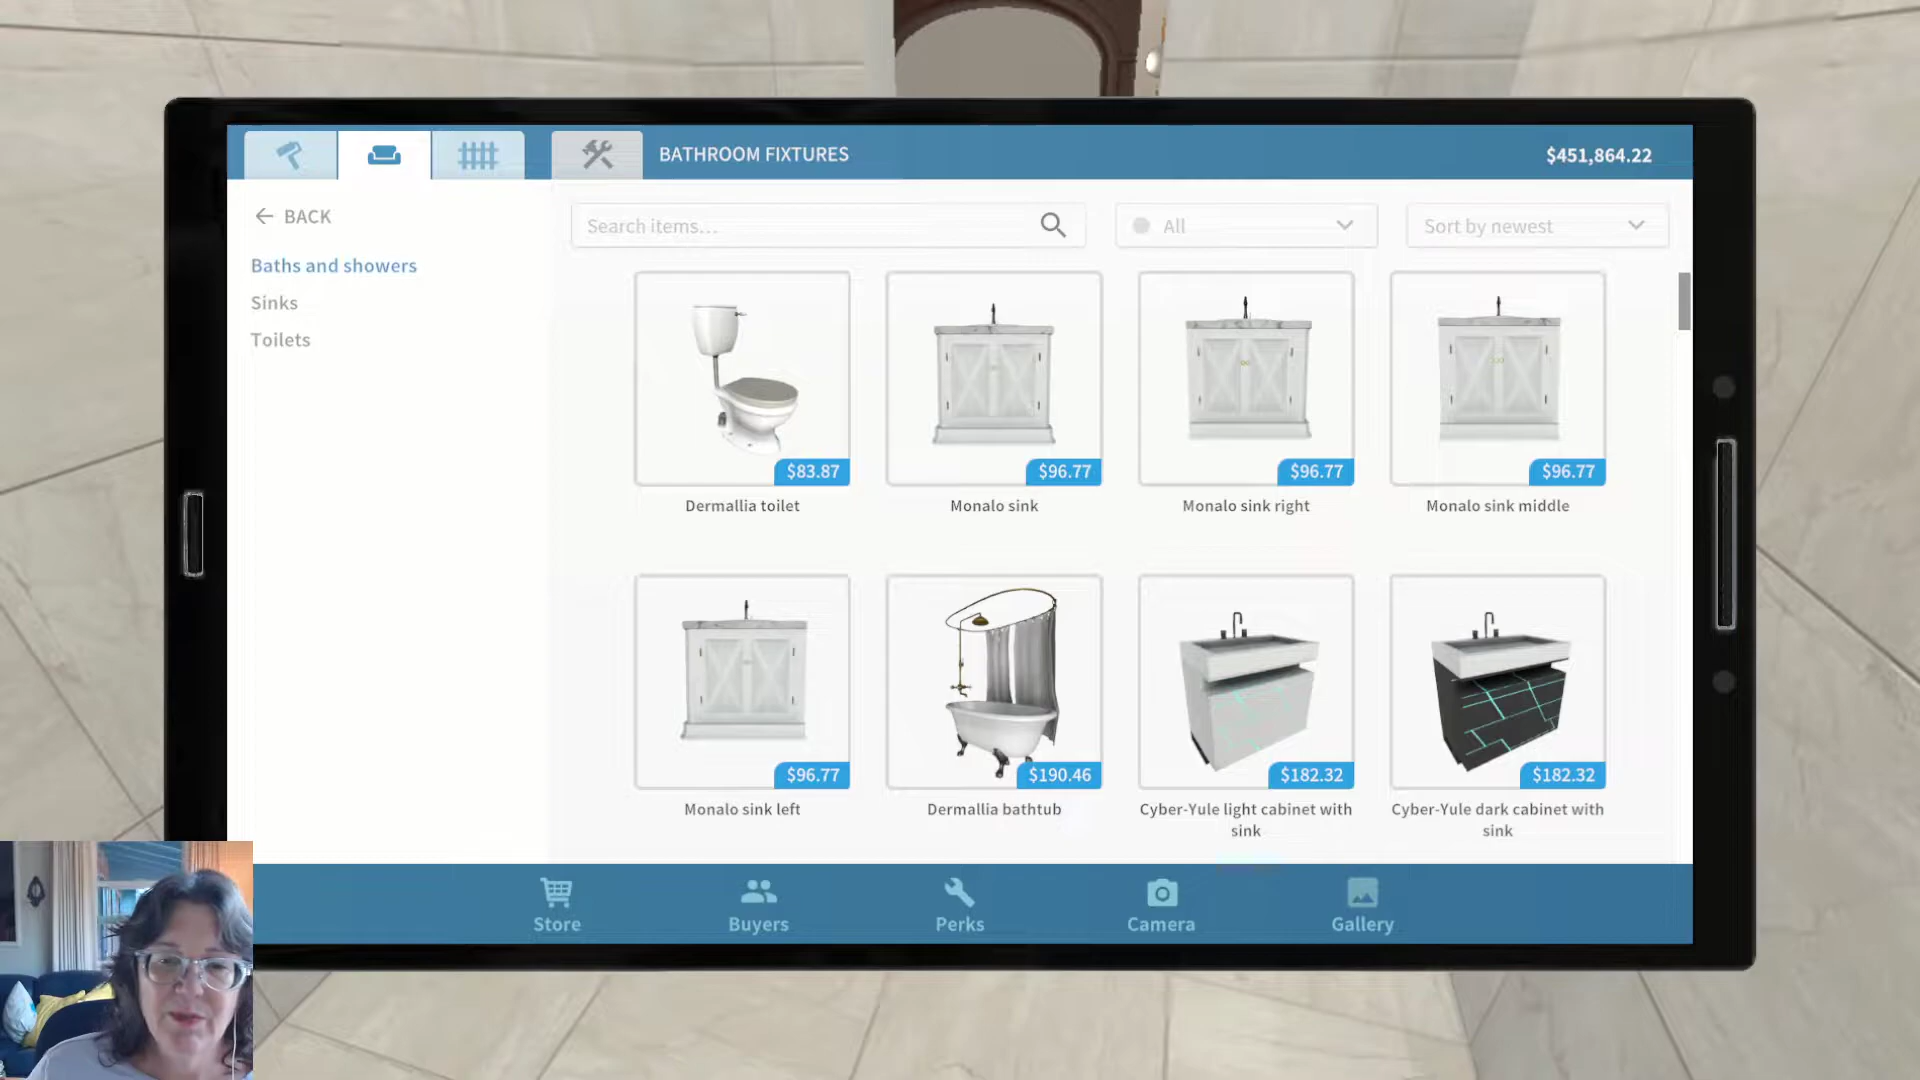 BATHROOM FIXTURES
$451,864.22
BACK
Search items...
All
Sort by newest
Baths and showers
Sinks
Toilets
$83.87
$96.77
$96.77
$96.77
Dermallia toilet
Monalo sink
Monalo sink right
Monalo sink middle
$96.77
$190.46
$182.32
$182.32
Monalo sink left
Dermallia bathtub
Cyber-Yule light cabinet with
sink
Cyber-Yule dark cabinet with
sink
Store
Buyers
Perks
Camera
Gallery